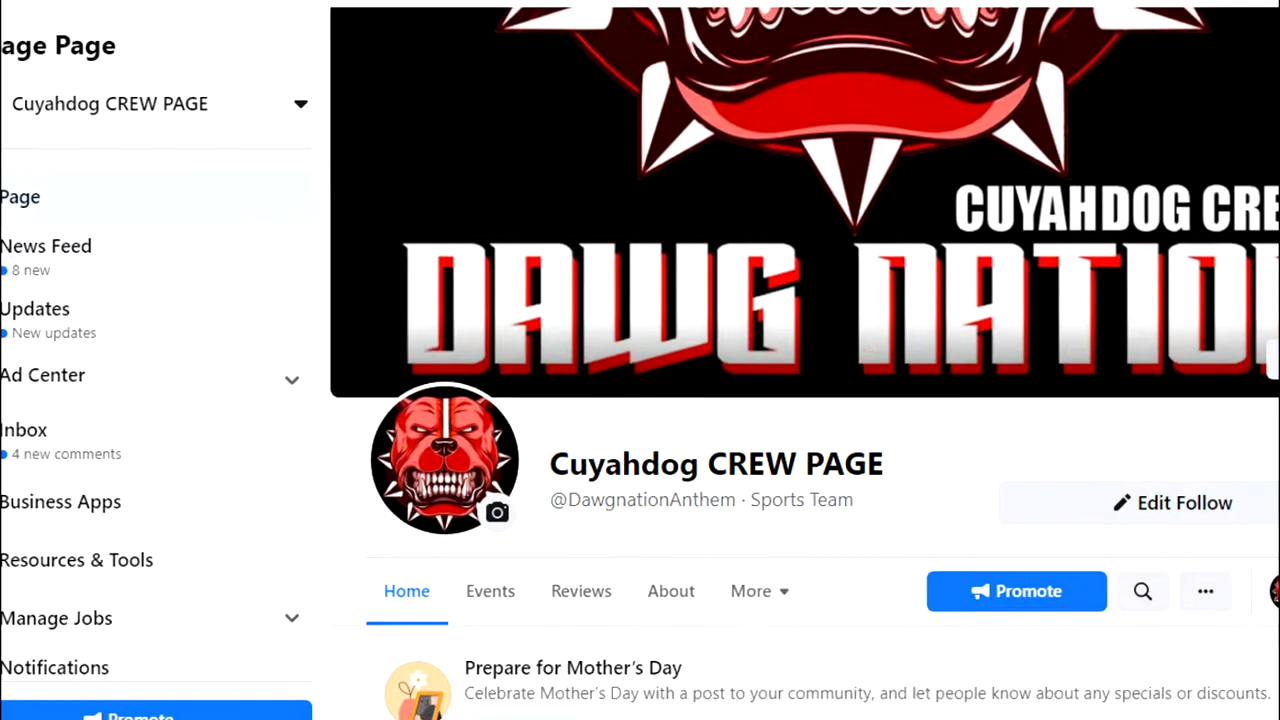 age Page
Cuyahdog CREW PAGE
Page
News Feed
8 new
Updates
New updates
Ad Center
Inbox
4 new comments
Business Apps
Resources & Tools
Manage Jobs
Notifications
Promote
CUYAHDOG CRE
DAWG NATION
Cuyahdog CREW PAGE
@DawgnationAnthem · Sports Team
Edit Follow
Home Events Reviews About More
Promote
Prepare for Mother's Day
Celebrate Mother's Day with a post to your community, and let people know about any specials or discounts.